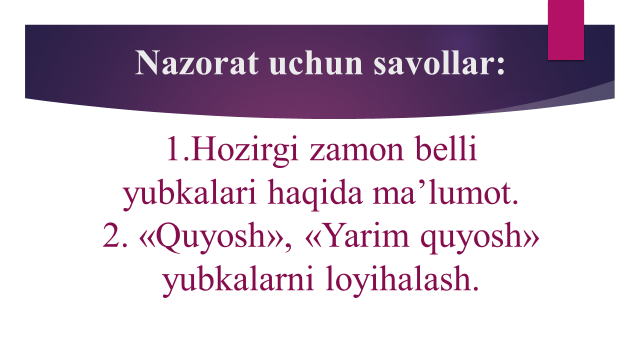 Nazorat uchun savollar:
1.Hozirgi zamon belli
yubkalari haqida ma’lumot.
2. «Quyosh», «Yarim quyosh»
yubkalarni loyihalash.